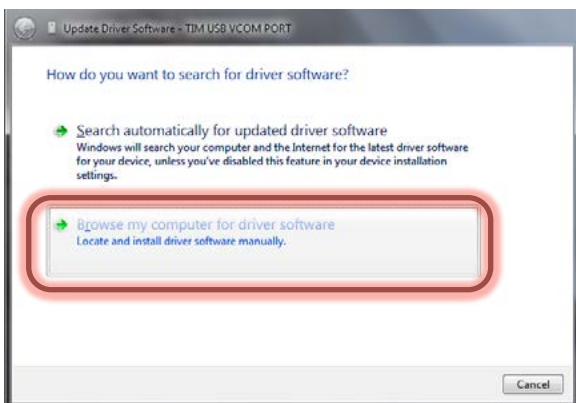 Update Driver Software - TIM USB VCOM PORT
How do you want to search for driver software?
Search automatically for updated driver software
Windows will search your computer and the Internet for the latest driver software
for your device, unless you've disabled this feature in your device installation
settings.
Browse my computer for driver software
Locate and install driver software manually.
Cancel